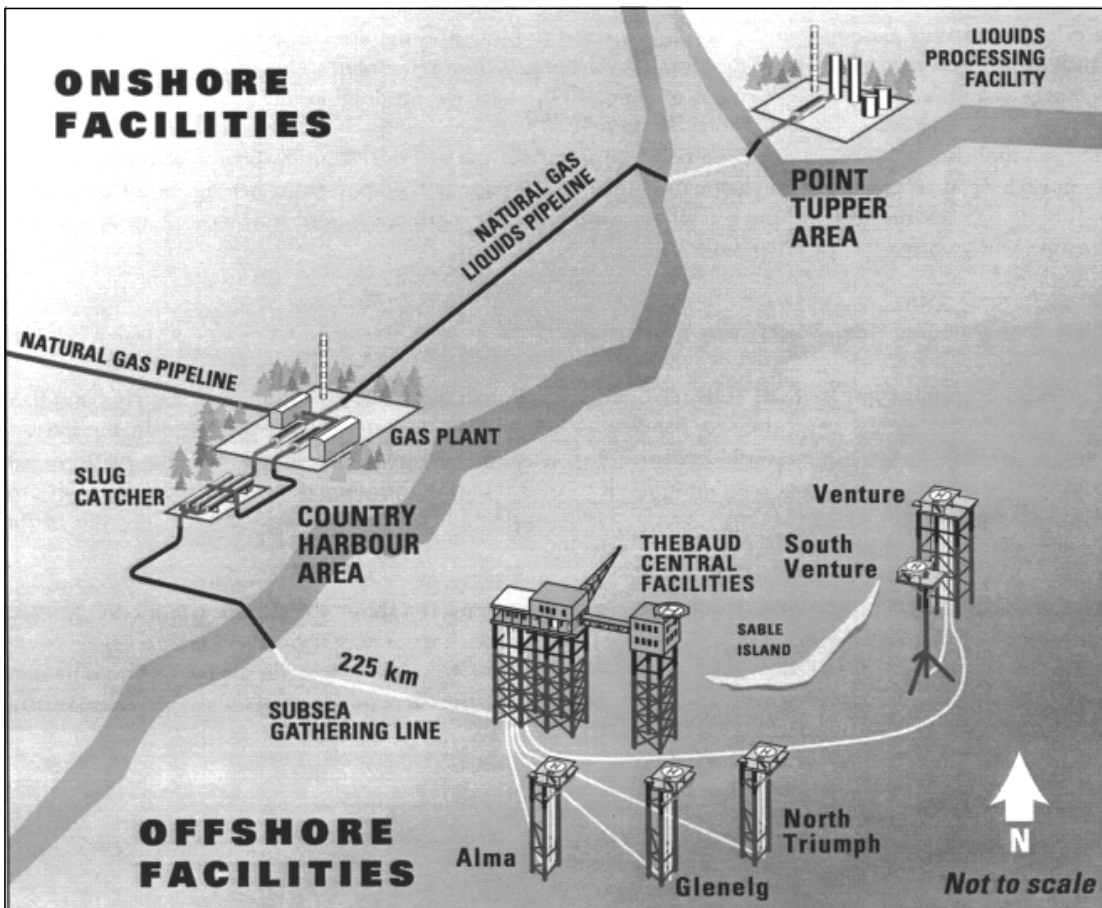 ONSHORE
FACILITIES
LIQUIDS
PROCESSING
FACILITY
POINT
TUPPER
AREA
NATURAL GAS
LIQUIDS PIPELINE
NATURAL GAS PIPELINE
GAS PLANT
SLUG
CATCHER
COUNTRY
HARBOUR
AREA
Venture
South
Venture
THEBAUD
CENTRAL
FACILITIES
SABLE
ISLAND
225 km
SUBSEA
GATHERING LINE
OFFSHORE
FACILITIES
Alma
Glenelg
North
Triumph
N
Not to scale
H
H
H
H
H
H